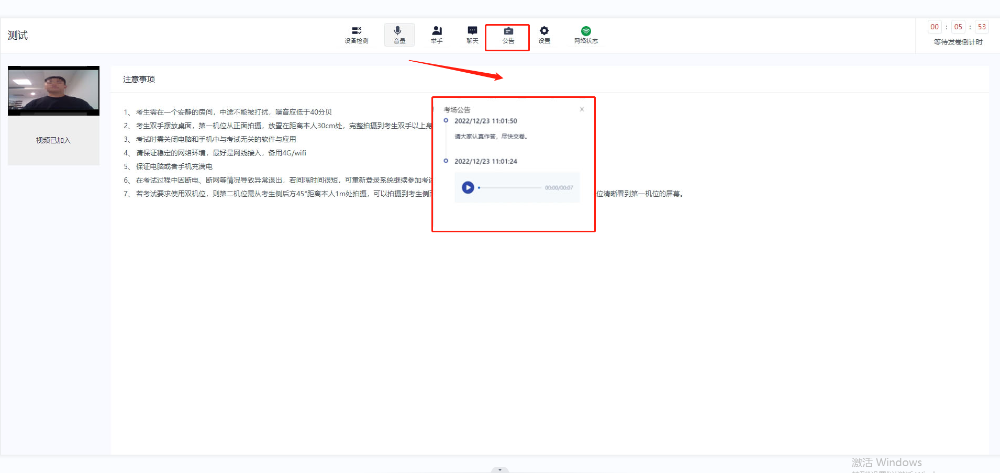 测试
设备检测
音量
举手
聊天
公告
设置
网络状态
00 : 05 : 53
等待发卷倒计时
视频已加入
注意事项
1、 考生需在一个安静的房间，中途不能被打扰，噪音应低于40分贝
2、 考生双手摆放桌面，第一机位从正面拍摄，放置在距离本人30cm处，完整拍摄到考生双手以上身
3、 考试时需关闭电脑和手机中与考试无关的软件与应用
4、 请保证稳定的网络环境，最好是网线接入，备用4G/wifi
5、 保证电脑或者手机充满电
6、 在考试过程中因断电、断网等情况导致异常退出，若间隔时间很短，可重新登录系统继续参加考
7、 若考试要求使用双机位，则第二机位需从考生侧后方45°距离本人1m处拍摄，可以拍摄到考生侧 位清晰看到第一机位的屏幕。
考场公告
2022/12/23 11:01:50
请大家认真作答，尽快交卷。
2022/12/23 11:01:24
00:00/00:07
激活 Windows